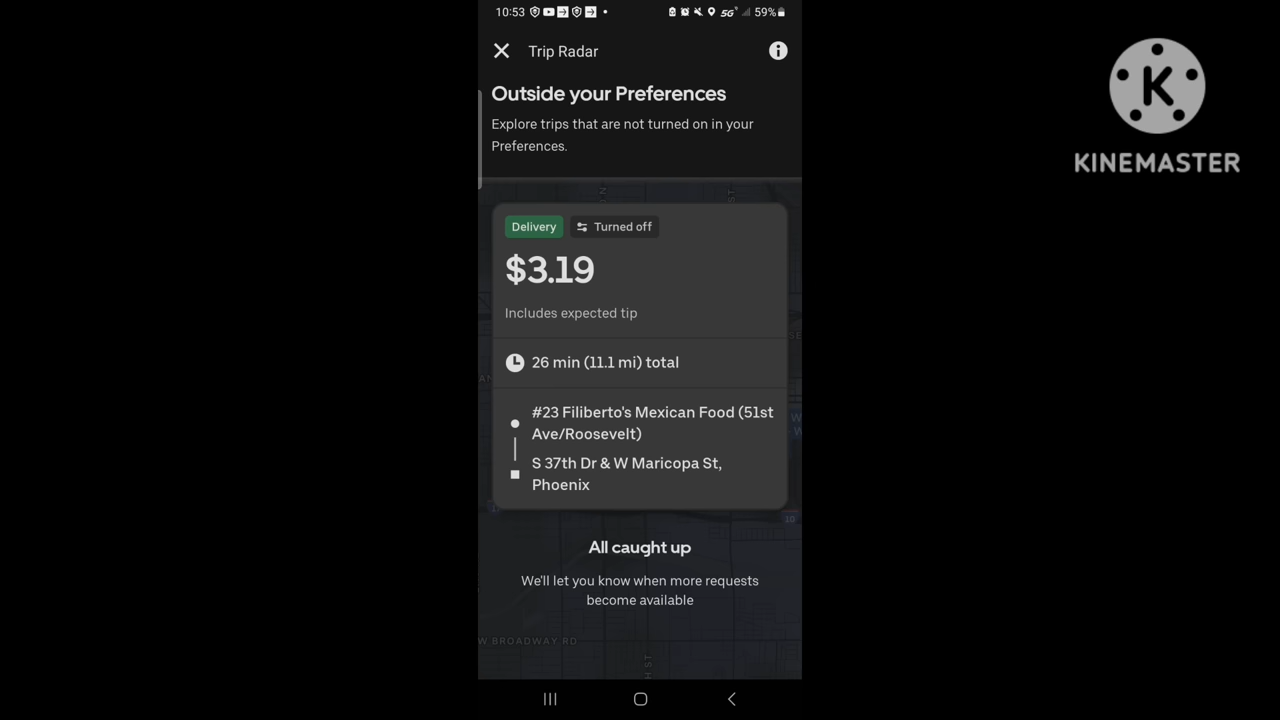 10:53 5G 59%
Trip Radar
K
KINEMASTER
Outside your Preferences
Explore trips that are not turned on in your
Preferences.
Delivery Turned off
$3.19
Includes expected tip
26 min (11.1 mi) total
#23 Filiberto's Mexican Food (51st
Ave/Roosevelt)
S 37th Dr & W Maricopa St,
Phoenix
10
All caught up
We'll let you know when more requests
become available
W BROADWAY RD